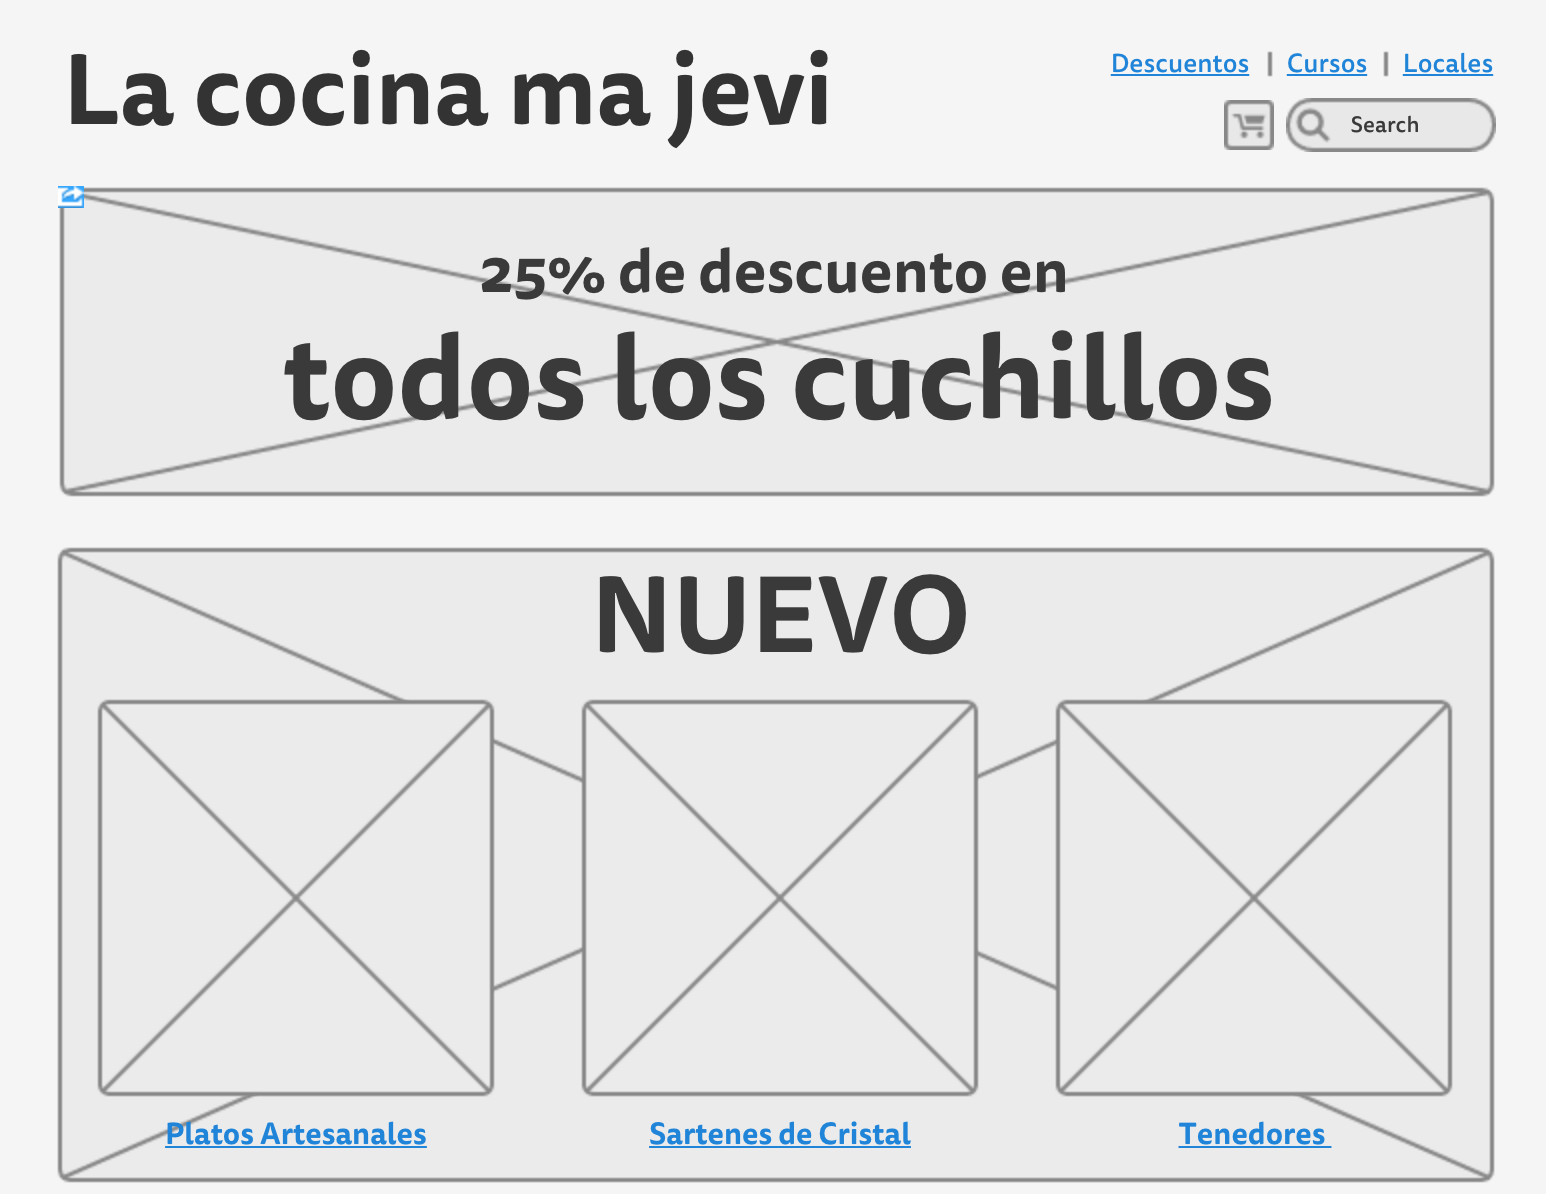 La cocina ma jevi
Descuentos | Cursos | Locales
Search
25% de descuento en
todos los cuchillos
NUEVO
Platos Artesanales
Sartenes de Cristal
Tenedores